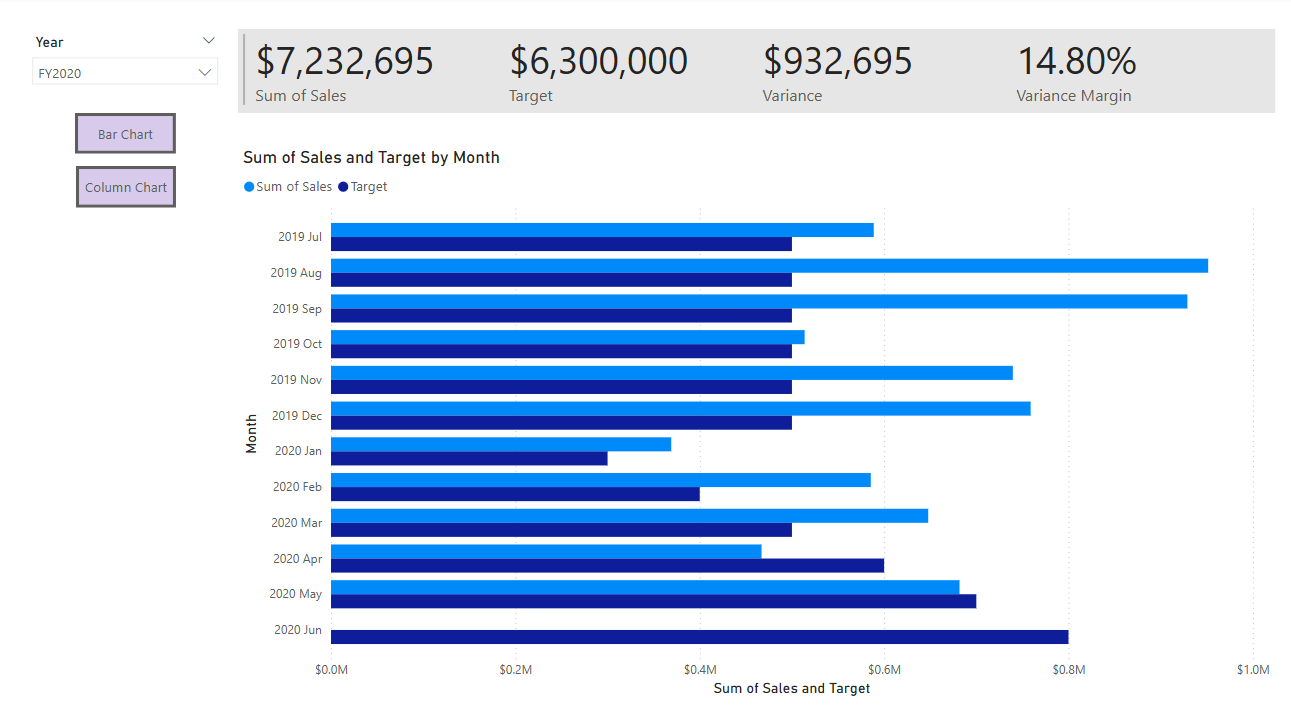 Year
FY2020
Bar Chart
Column Chart
$7,232,695 $6,300,000 $932,695 14.80%
Sum of Sales Target Variance Variance Margin
Sum of Sales and Target by Month
Sum of Sales Target
Month
2019 Jul
2019 Aug
2019 Sep
2019 Oct
2019 Nov
2019 Dec
2020 Jan
2020 Feb
2020 Mar
2020 Apr
2020 May
2020 Jun
$0.0M $0.2M $0.4M $0.6M $0.8M $1.0M
Sum of Sales and Target